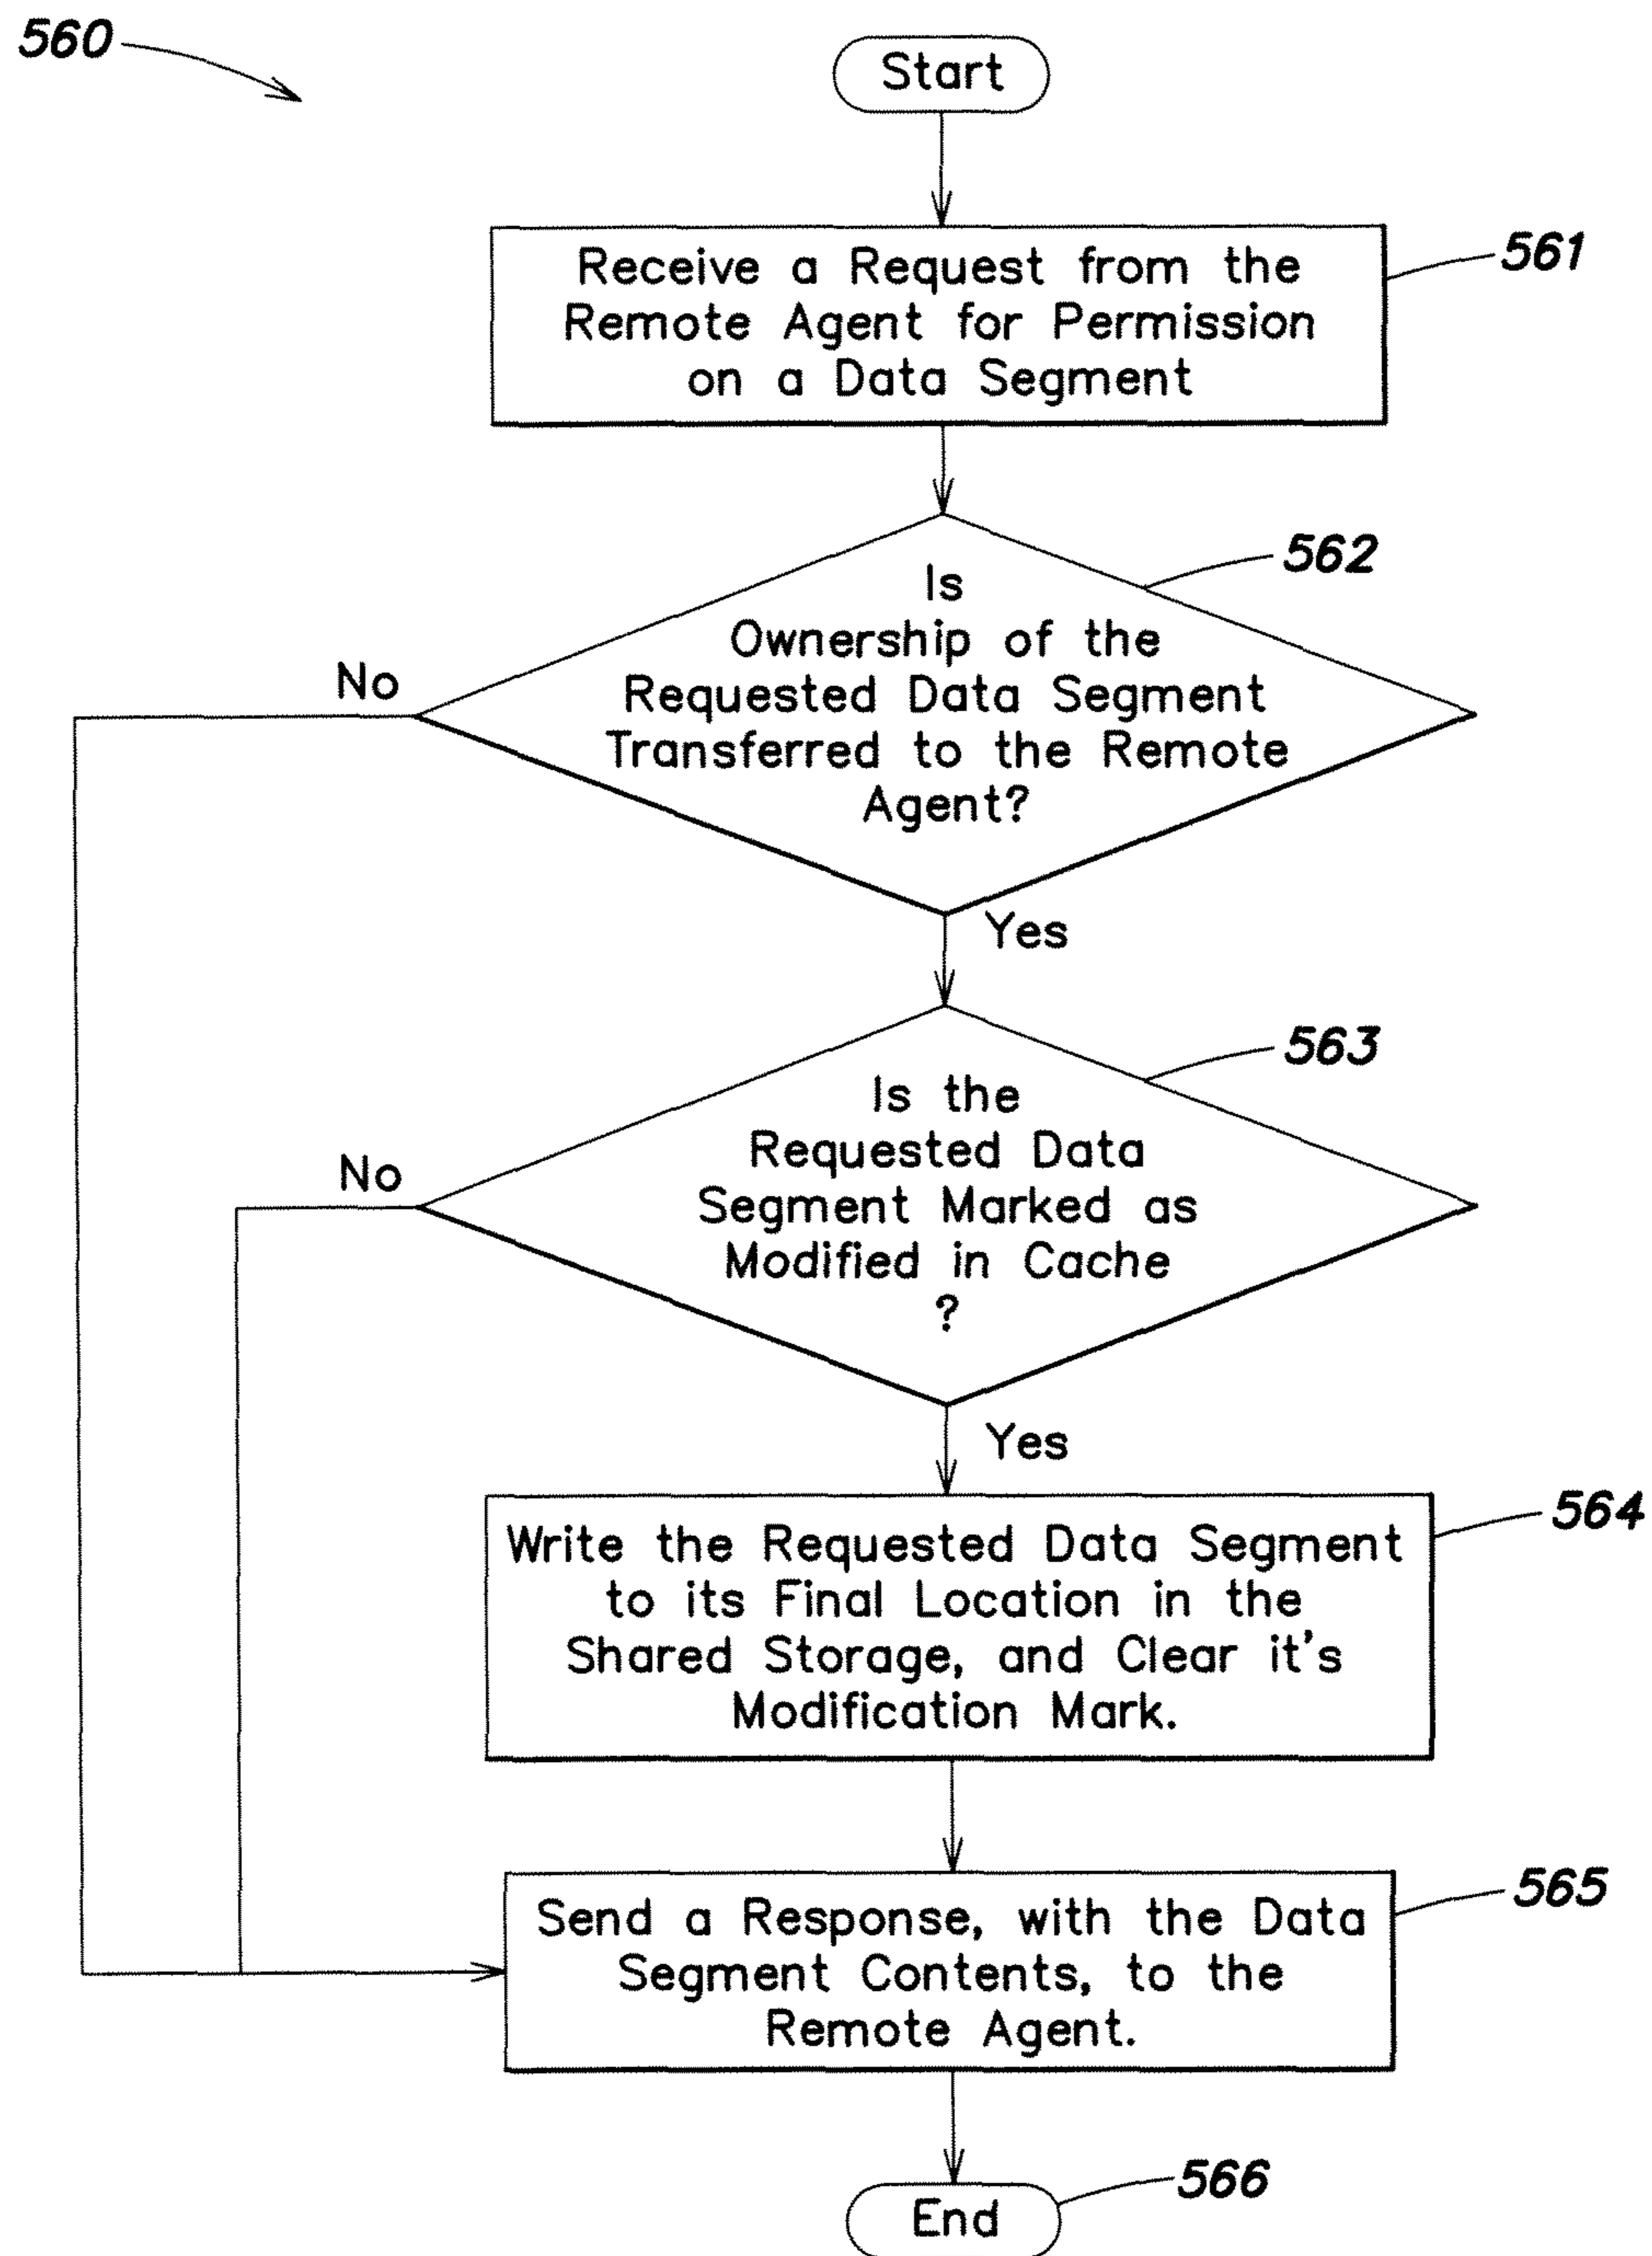 560
Start
Receive a Request from the
Remote Agent for Permission
on a Data Segment
561
Is
Ownership of the
Requested Data Segment
Transferred to the Remote
Agent?
562
No
Yes
Is the
Requested Data
Segment Marked as
Modified in Cache
?
563
No
Yes
Write the Requested Data Segment
to its Final Location in the
Shared Storage, and Clear it's
Modification Mark.
564
Send a Response, with the Data
Segment Contents, to the
Remote Agent.
565
End
566